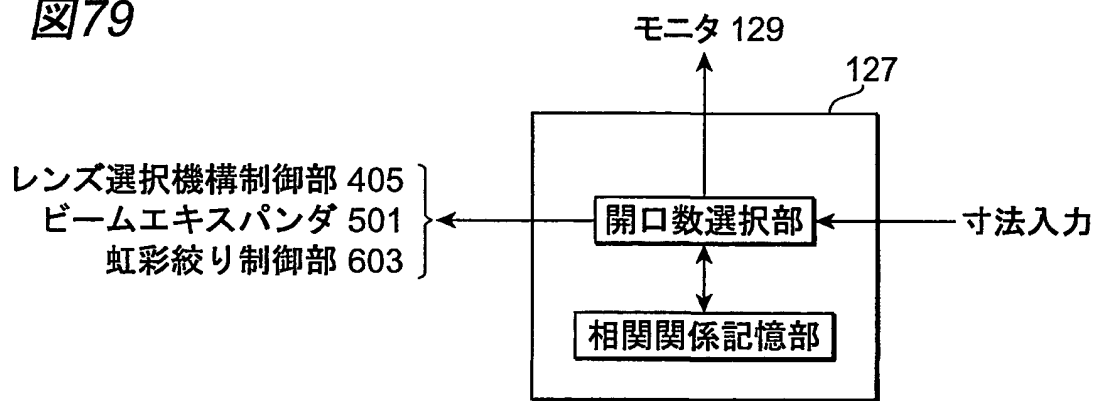 図79
モニタ 129
127
レンズ選択機構制御部 405
ビームエキスパンダ 501
虹彩絞り制御部 603
開口数選択部
寸法入力
相関関係記憶部